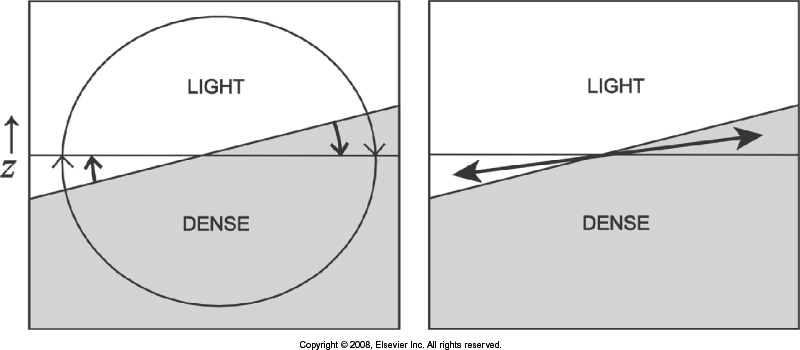 LIGHT
DENSE
z
LIGHT
DENSE
Copyright © 2008, Elsevier Inc. All rights reserved.